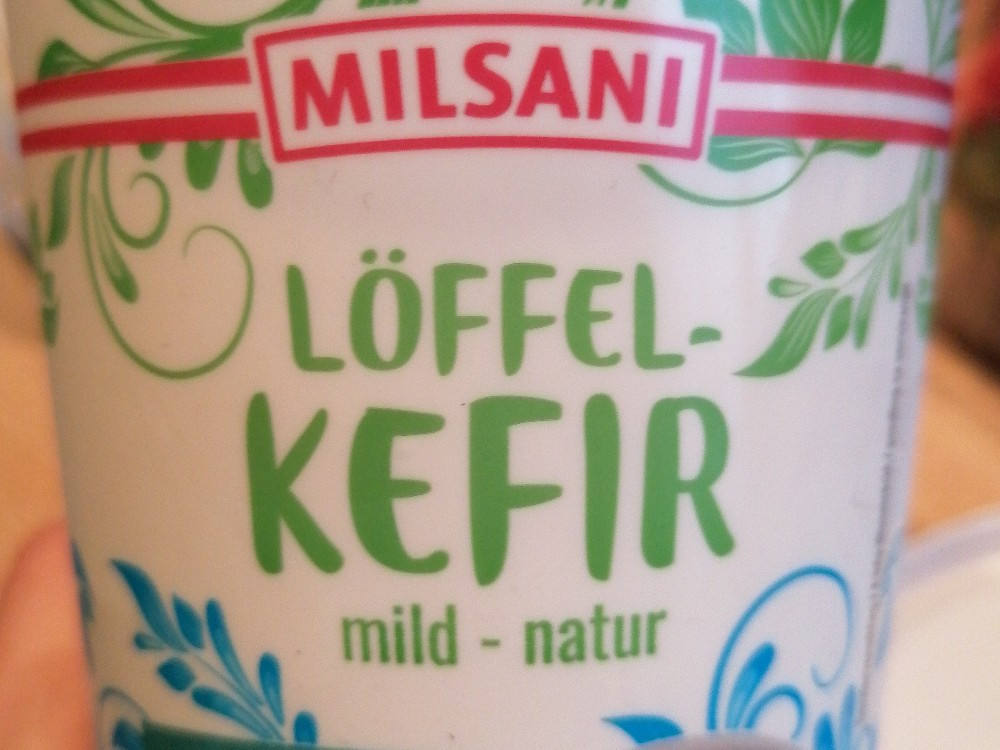 MILSANI
LÖFFEL-
KEFIR
mild - natur